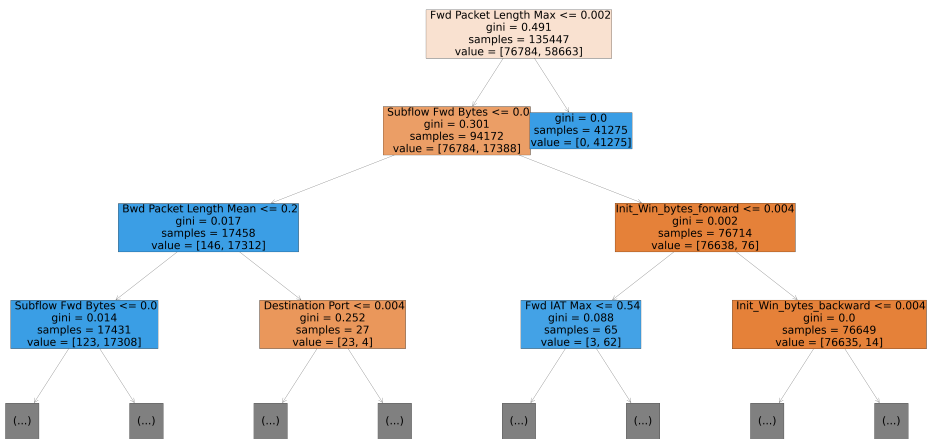 Fwd Packet Length Max <= 0.002
gini = 0.491
samples = 135447
value = [76784, 58663]
Subflow Fwd Bytes <= 0.0
gini = 0.301
samples = 94172
value = [76784, 17388]
gini = 0.0
samples = 41275
value = [0, 41275]
Bwd Packet Length Mean <= 0.2
gini = 0.017
samples = 17458
value = [146, 17312]
Init_Win_bytes_forward <= 0.004
gini = 0.002
samples = 76714
value = [76638, 76]
Subflow Fwd Bytes <= 0.0
gini = 0.014
samples = 17431
value = [123, 17308]
Destination Port <= 0.004
gini = 0.252
samples = 27
value = [23, 4]
Fwd IAT Max <= 0.54
gini = 0.088
samples = 65
value = [3, 62]
Init_Win_bytes_backward <= 0.004
gini = 0.0
samples = 76649
value = [76635, 14]
(...)
(...)
(...)
(...)
(...)
(...)
(...)
(...)